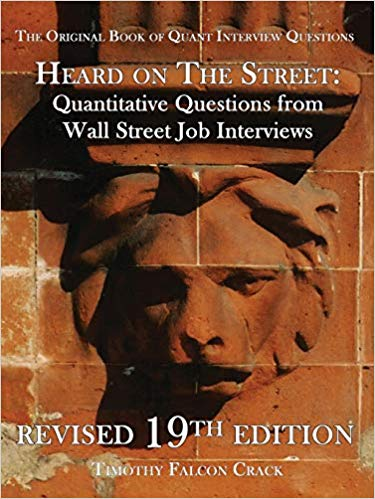 The Original Book of Quant Interview Questions
Heard on The Street:
Quantitative Questions from
Wall Street Job Interviews
REVISED 19TH EDITION
Timothy Falcon Crack